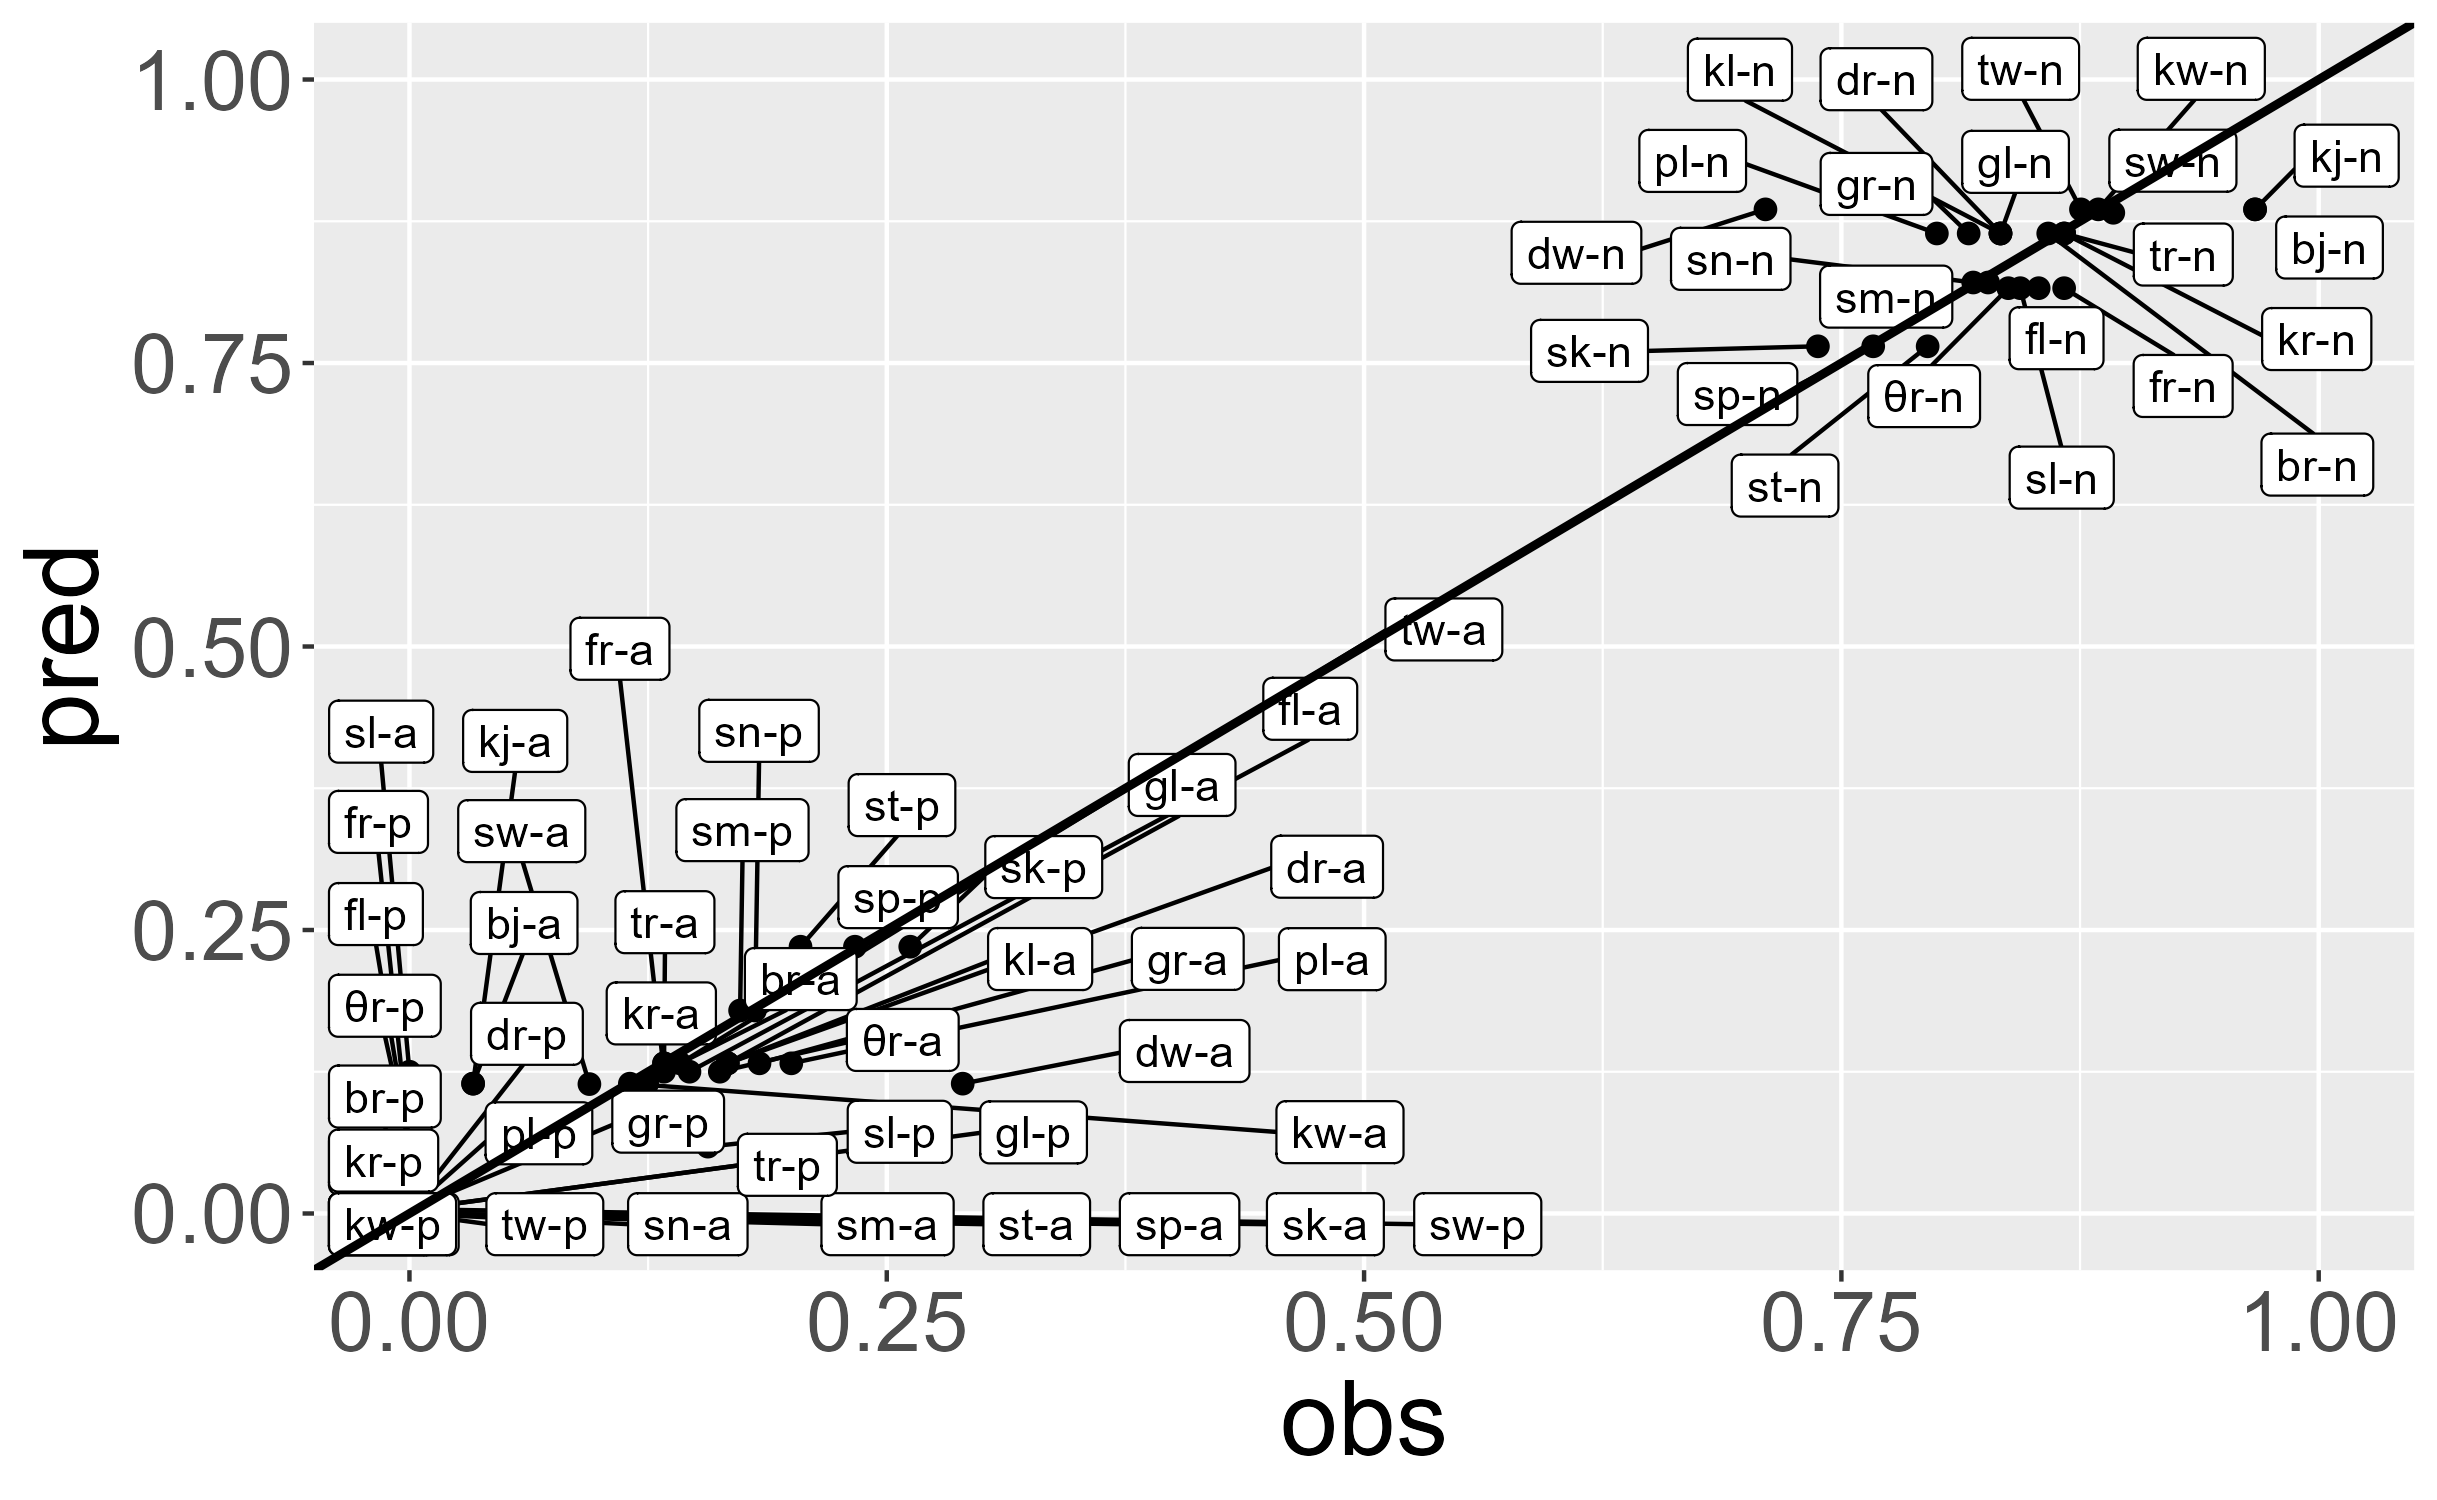 1.00
0.75
0.50
0.25
0.00
pred
kl-n
dr-n
tw-n
kw-n
pl-n
gr-n
gl-n
sw-n
kj-n
dw-n
sn-n
tr-n
bj-n
sm-n
sk-n
fl-n
kr-n
sp-n
θr-n
fr-n
st-n
sl-n
br-n
tw-a
fr-a
fl-a
sl-a
kj-a
sn-p
gl-a
fr-p
sw-a
sm-p
st-p
sk-p
dr-a
fl-p
bj-a
tr-a
sp-p
br-a
kl-a
gr-a
pl-a
θr-p
dr-p
kr-a
θr-a
dw-a
br-p
pl-p
gr-p
sl-p
gl-p
kw-a
kr-p
tr-p
kw-p
tw-p
sn-a
sm-a
st-a
sp-a
sk-a
sw-p
0.00
0.25
0.50
0.75
1.00
obs